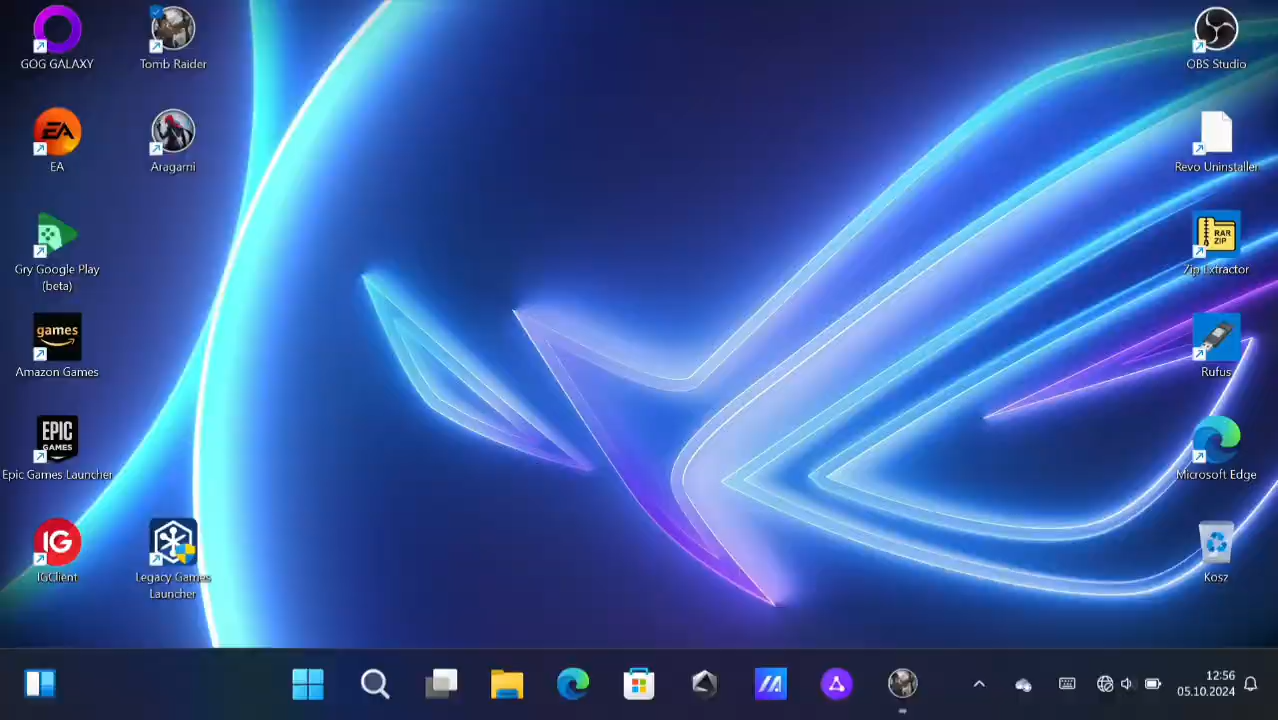 GOG GALAXY
Tomb Raider
OBS Studio
EA
EA
Aragami
Revo Uninstaller
Gry Google Play
(beta)
RAR
ZIP
Zip Extractor
games
Amazon Games
Rufus
EPIC
GAMES
Epic Games Launcher
Microsoft Edge
IG
IGClient
Legacy Games
Launcher
Kosz
12:56
05.10.2024